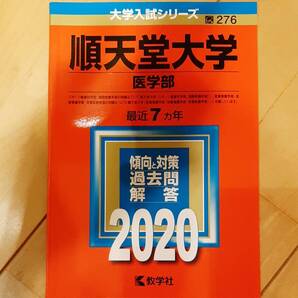 大学入試シリーズ
276
順天堂大学
医学部
最近7カ年
傾向と対策
過去問
解答
2020
教学社